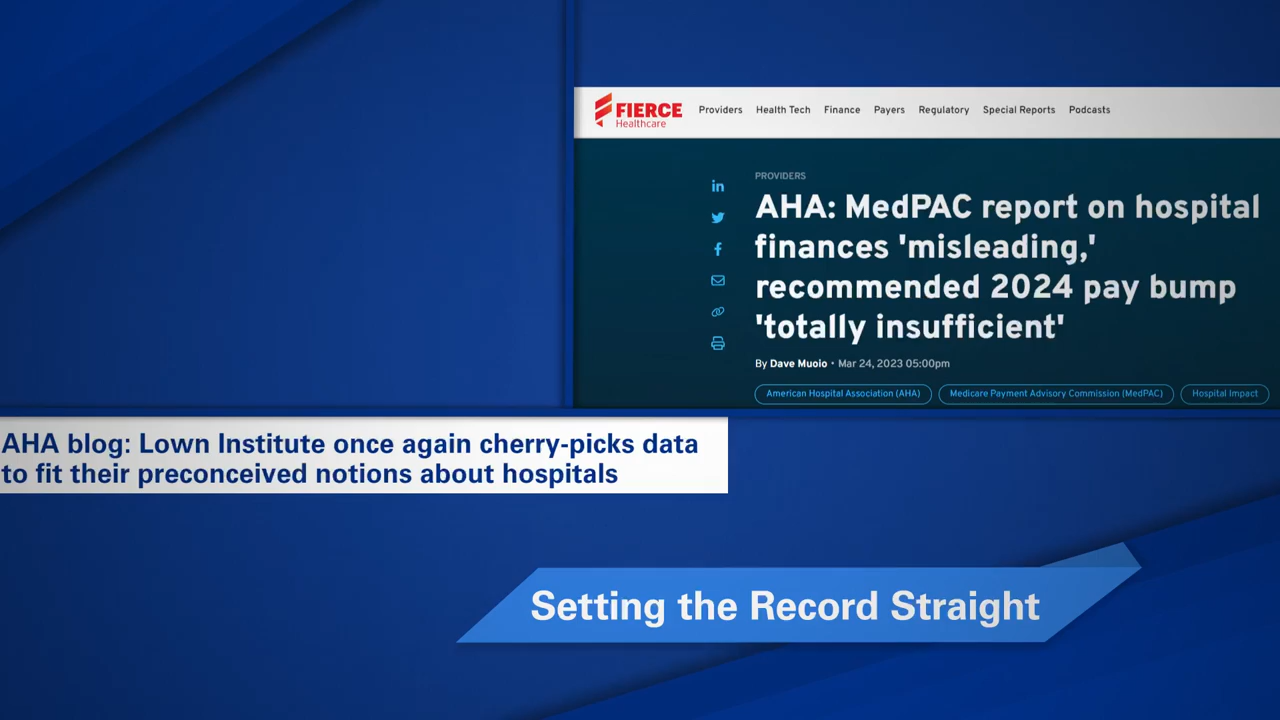 FIERCE
Healthcare
Providers Health Tech Finance Payers Regulatory Special Reports Podcasts
PROVIDERS
AHA: MedPAC report on hospital
finances 'misleading,'
recommended 2024 pay bump
'totally insufficient'
By Dave Muoio • Mar 24, 2023 05:00pm
American Hospital Association (AHA) Medicare Payment Advisory Commission (MedPAC) Hospital Impact
AHA blog: Lown Institute once again cherry-picks data
to fit their preconceived notions about hospitals
Setting the Record Straight